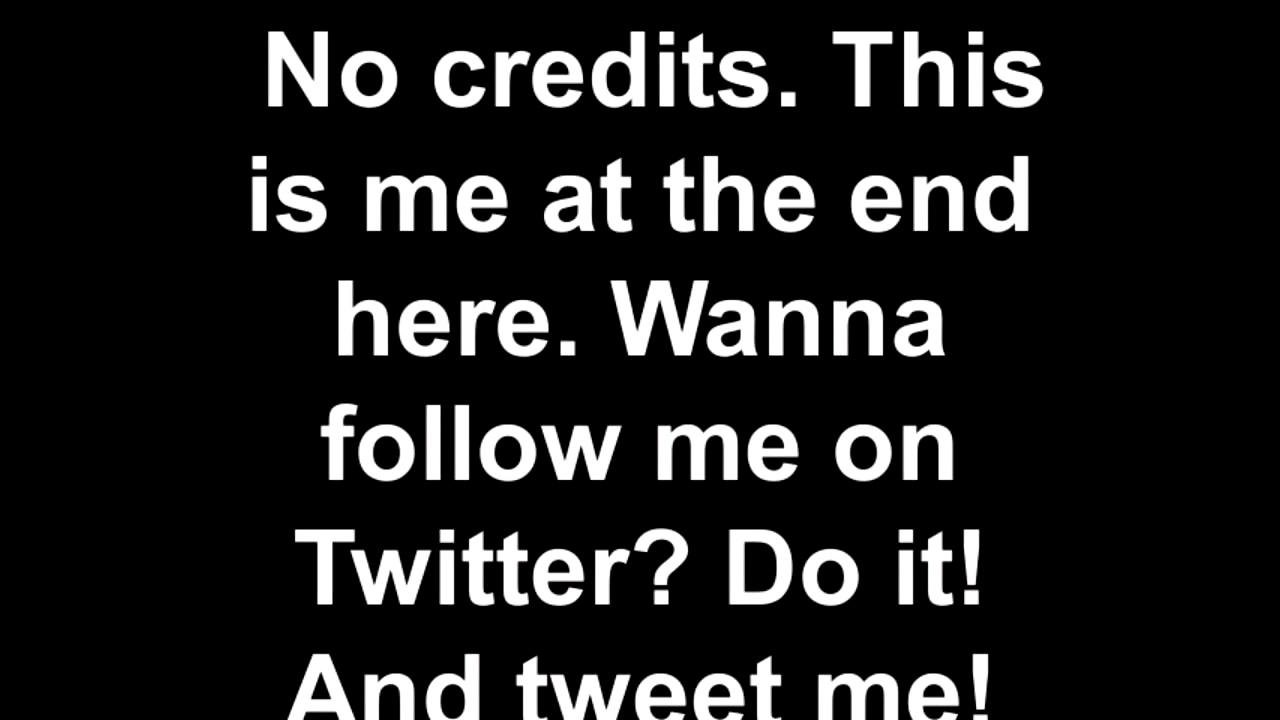 No credits. This
is me at the end
here. Wanna
follow me on
Twitter? Do it!
And tweet me!